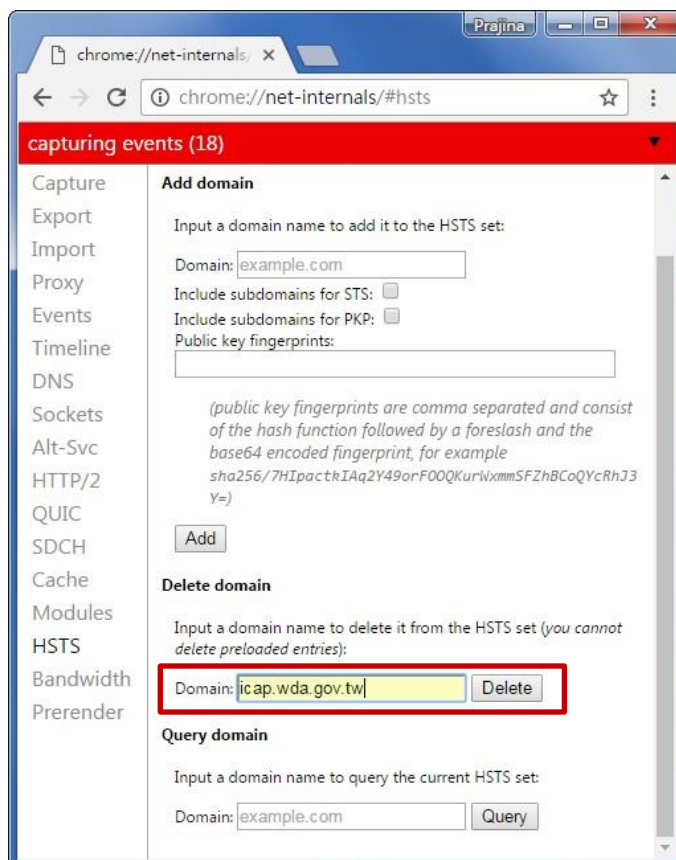 Prajina
chrome://net-internals/
chrome://net-internals/#hsts
capturing events (18)
Capture
Export
Import
Proxy
Events
Timeline
DNS
Sockets
Alt-Svc
HTTP/2
QUIC
SDCH
Cache
Modules
HSTS
Bandwidth
Prerender
Add domain
Input a domain name to add it to the HSTS set:
Domain: example.com
Include subdomains for STS:
Include subdomains for PKP:
Public key fingerprints:
(public key fingerprints are comma separated and consist
of the hash function followed by a foreslash and the
base64 encoded fingerprint, for example
sha256/7HIpactkIAq2Y49orFOOQKurWxmmSFZhBCoQYcRhJ3
Y=)
Add
Delete domain
Input a domain name to delete it from the HSTS set (you cannot
delete preloaded entries):
Domain: icap.wda.gov.tw Delete
Query domain
Input a domain name to query the current HSTS set:
Domain: example.com Query